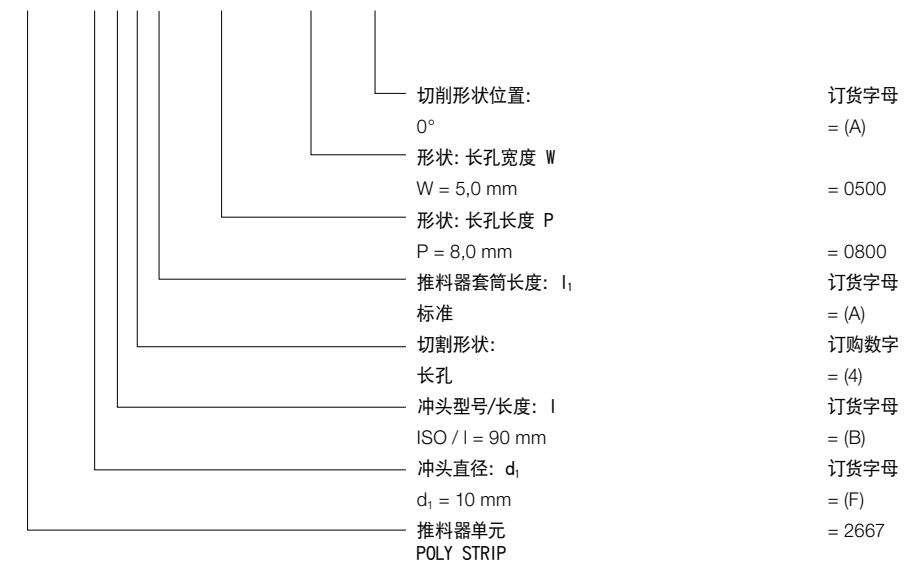 切削形状位置: 订货字母
0° = (A)
形状: 长孔宽度 W
W = 5,0 mm = 0500
形状: 长孔长度 P
P = 8,0 mm = 0800
推料器套筒长度: l₁ 订货字母
标准 = (A)
切割形状: 订购数字
长孔 = (4)
冲头型号/长度: l 订货字母
ISO / l = 90 mm = (B)
冲头直径: d₁ 订货字母
d₁ = 10 mm = (F)
推料器单元 = 2667
POLY STRIP